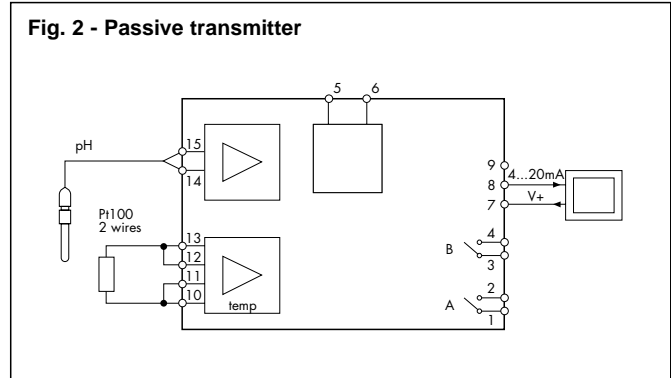 Fig. 2 - Passive transmitter
5 6
pH
15
14
9
4...20mA
8
V+
7
Pt100
2 wires
13
12
11
10
temp
B
4
3
A
2
1